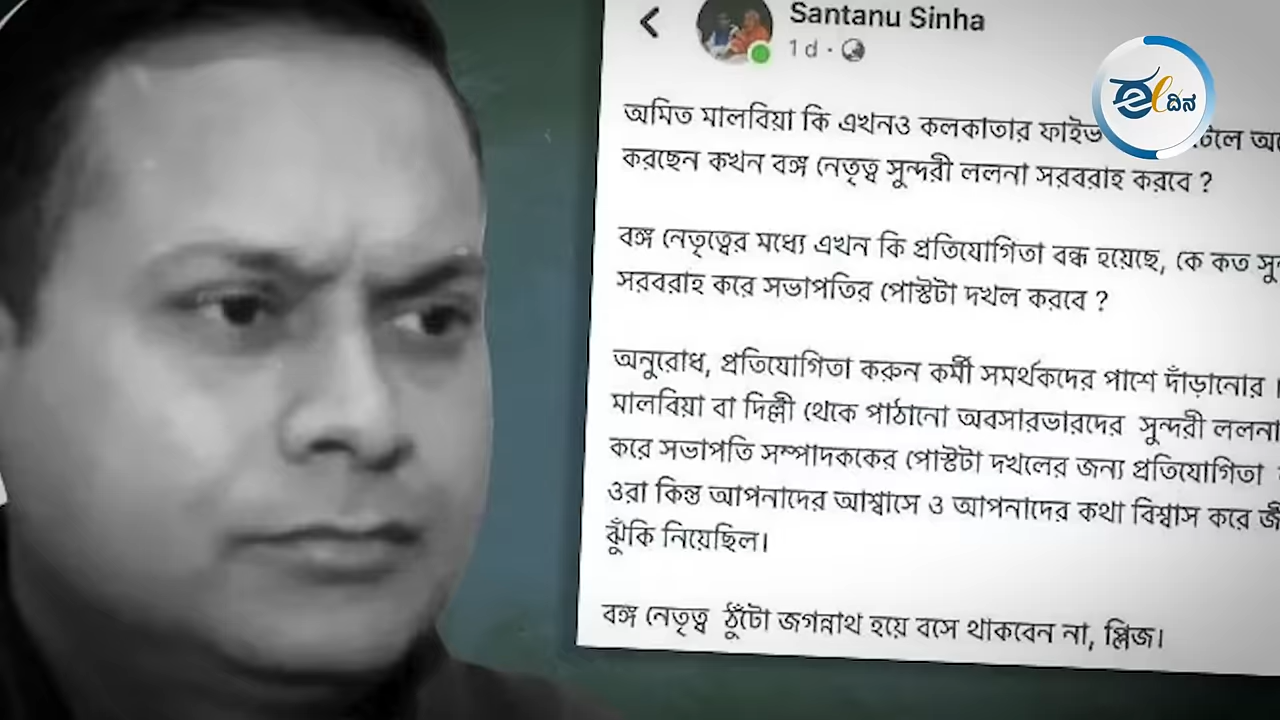 Santanu Sinha
1 d ·
ಈ el ದಿನ
অমিত মালবিয়া কি এখনও কলকাতার ফাইভ
করছেন কখন বঙ্গ নেতৃত্ব সুন্দরী ললনা সরবরাহ করবে ?
বঙ্গ নেতৃত্বের মধ্যে এখন কি প্রতিযোগিতা বন্ধ হয়েছে, কে কত
সরবরাহ করে সভাপতির পোস্টটা দখল করবে ?
অনুরোধ, প্রতিযোগিতা করুন কর্মী সমর্থকদের পাশে দাঁড়ানোর ।
মালবিয়া বা দিল্লী থেকে পাঠানো অবসারভারদের সুন্দরী ললনা
করে সভাপতি সম্পাদককের পোস্টটা দখলের জন্য প্রতিযোগিতা
ওরা কিন্তু আপনাদের আশ্বাসে ও আপনাদের কথা বিশ্বাস করে
ঝুঁকি নিয়েছিল।
বঙ্গ নেতৃত্ব ঠুঁটো জগন্নাথ হয়ে বসে থাকবেন না, প্লিজ।